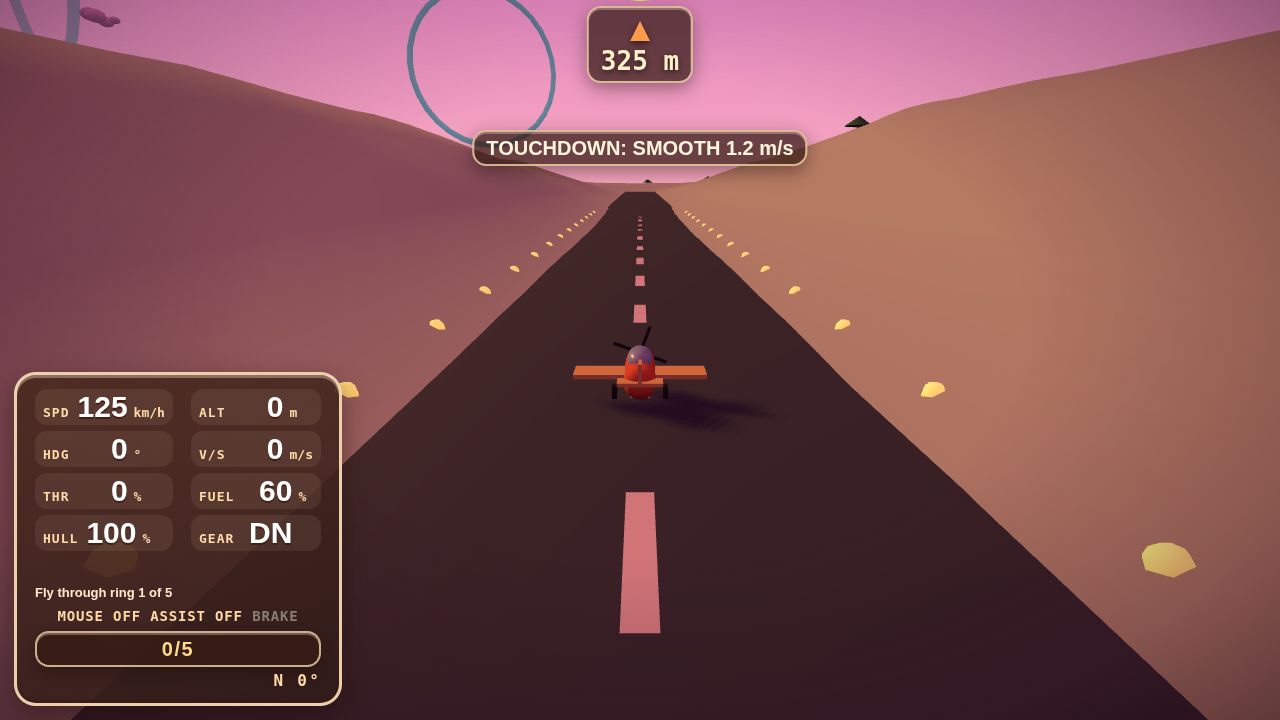 325 m
TOUCHDOWN: SMOOTH 1.2 m/s
SPD 125 km/h ALT 0 m
HDG 0 ° V/S 0 m/s
THR 0 % FUEL 60 %
HULL 100 % GEAR DN
Fly through ring 1 of 5
MOUSE OFF ASSIST OFF BRAKE
0/5
N 0°